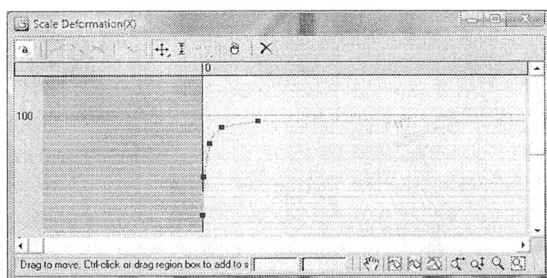 Scale Deformation(X)
0
100
Drag to move. Ctrl-click or drag region box to add to s